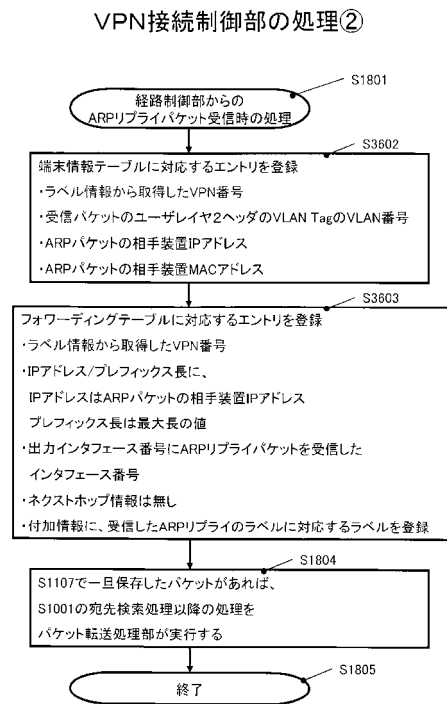 VPN接続制御部の処理②
S1801
経路制御部からの
ARPリプライパケット受信時の処理
S3602
端末情報テーブルに対応するエントリを登録
・ラベル情報から取得したVPN番号
・受信パケットのユーザレイヤ2ヘッダのVLAN TagのVLAN番号
・ARPパケットの相手装置IPアドレス
・ARPパケットの相手装置MACアドレス
S3603
フォワーディングテーブルに対応するエントリを登録
・ラベル情報から取得したVPN番号
・IPアドレス/プレフィックス長に、
IPアドレスはARPパケットの相手装置IPアドレス
プレフィックス長は最大長の値
・出力インタフェース番号にARPリプライパケットを受信した
インタフェース番号
・ネクストホップ情報は無し
・付加情報に、受信したARPリプライのラベルに対応するラベルを登録
S1804
S1107で一旦保存したパケットがあれば、
S1001の宛先検索処理以降の処理を
パケット転送処理部が実行する
S1805
終了